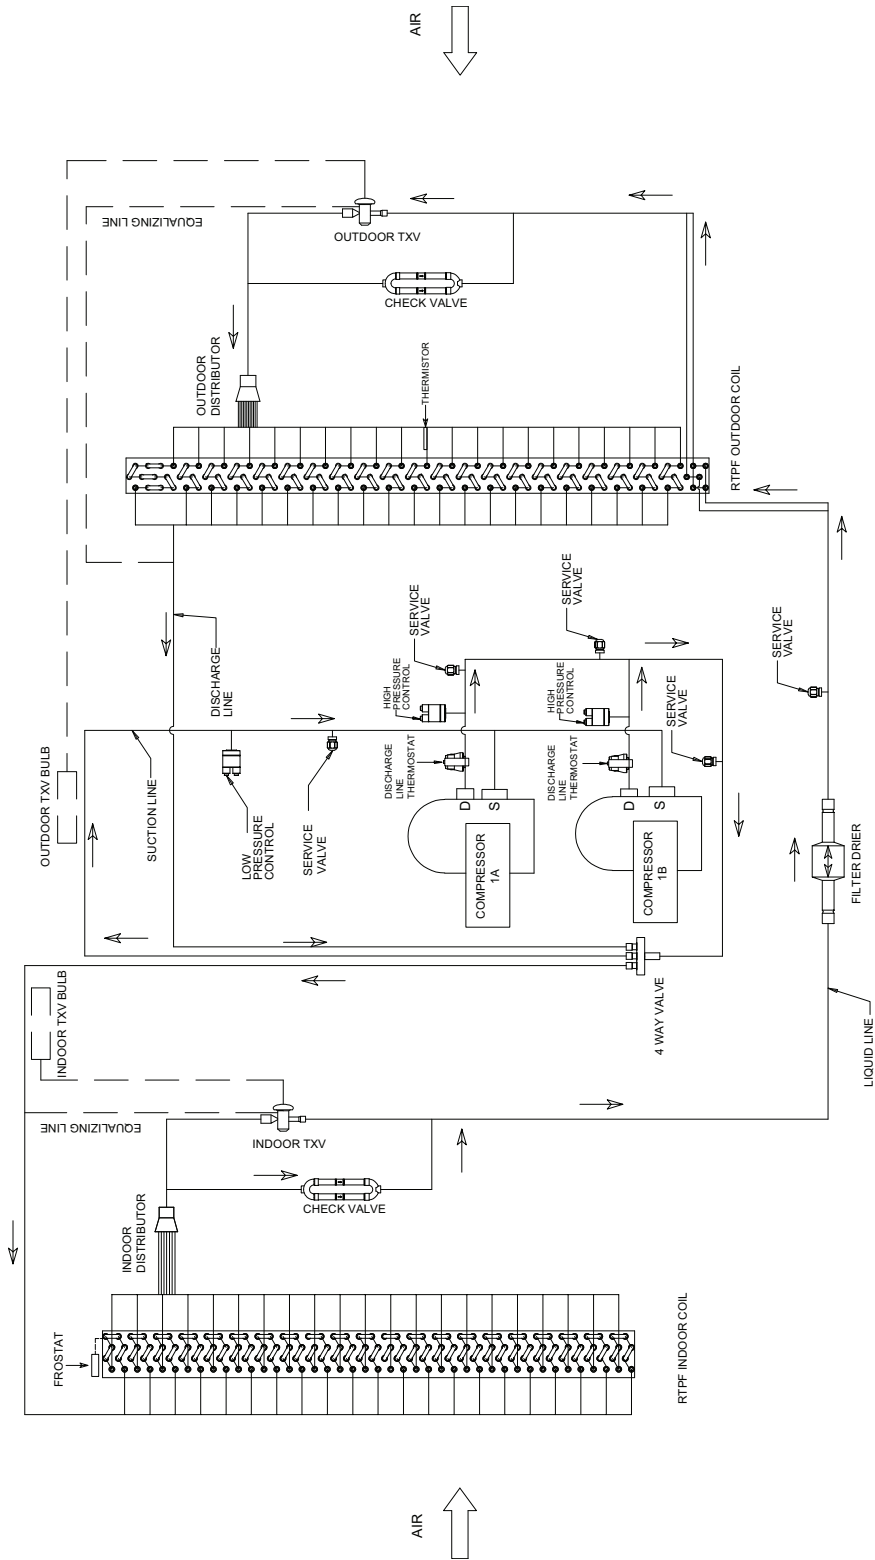 AIR
EQUALIZING LINE
OUTDOOR TXV
CHECK VALVE
OUTDOOR
DISTRIBUTOR
THERMISTOR
RTPF OUTDOOR COIL
OUTDOOR TXV BULB
SUCTION LINE
DISCHARGE
LINE
LOW
PRESSURE
CONTROL
SERVICE
VALVE
SERVICE
VALVE
HIGH
PRESSURE
CONTROL
DISCHARGE
LINE
THERMOSTAT
D
S
COMPRESSOR
1A
SERVICE
VALVE
HIGH
PRESSURE
CONTROL
DISCHARGE
LINE
THERMOSTAT
D
S
COMPRESSOR
1B
SERVICE
VALVE
SERVICE
VALVE
FILTER DRIER
4 WAY VALVE
LIQUID LINE
INDOOR TXV BULB
EQUALIZING LINE
INDOOR TXV
CHECK VALVE
INDOOR
DISTRIBUTOR
FROSTAT
RTPF INDOOR COIL
AIR